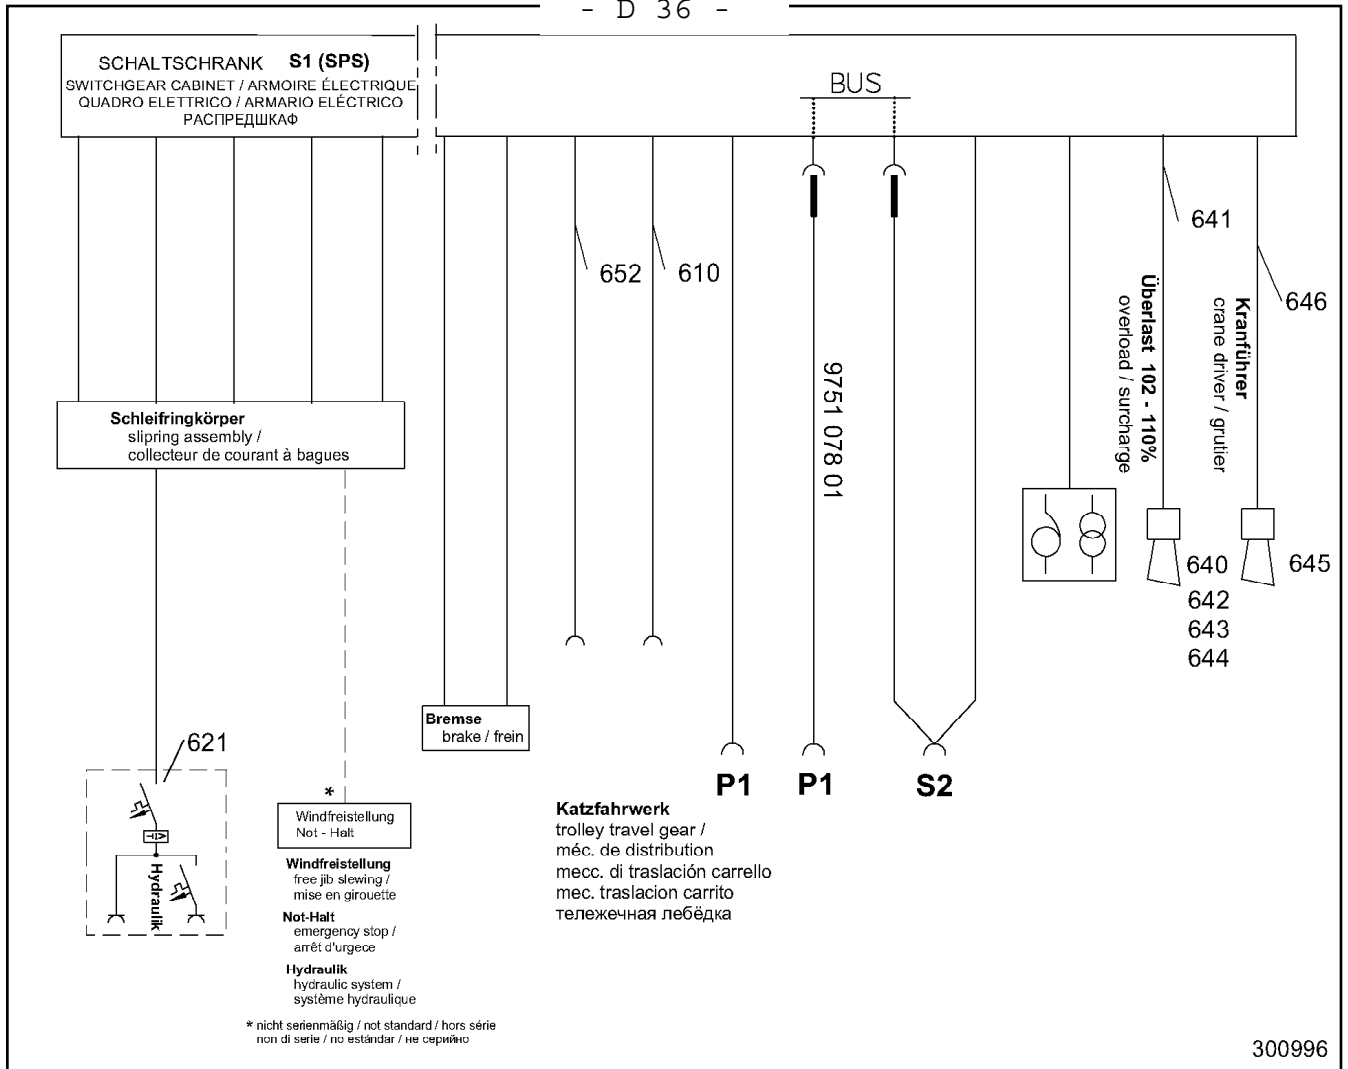 - D 36 -
SCHALTSCHRANK S1 (SPS)
SWITCHGEAR CABINET / ARMOIRE ÉLECTRIQUE
QUADRO ELETTRICO / ARMARIO ELÉCTRICO
РАСПРЕДШКАФ
BUS
641
652
610
646
Überlast 102 - 110%
overload / surcharge
Kranführer
crane driver / grutier
9751 078 01
Schleifringkörper
slipring assembly /
collecteur de courant à bagues
640
642
643
644
645
Bremse
brake / frein
621
Hydraulik
*
Windfreistellung
Not - Halt
P1
P1
S2
Windfreistellung
free jib slewing /
mise en girouette
Not-Halt
emergency stop /
arrêt d'urgece
Hydraulik
hydraulic system /
système hydraulique
Katzfahrwerk
trolley travel gear /
méc. de distribution
mecc. di traslación carrello
mec. traslacion carrito
тележечная лебёдка
* nicht serienmäßig / not standard / hors série
non di serie / no estándar / не серийно
300996